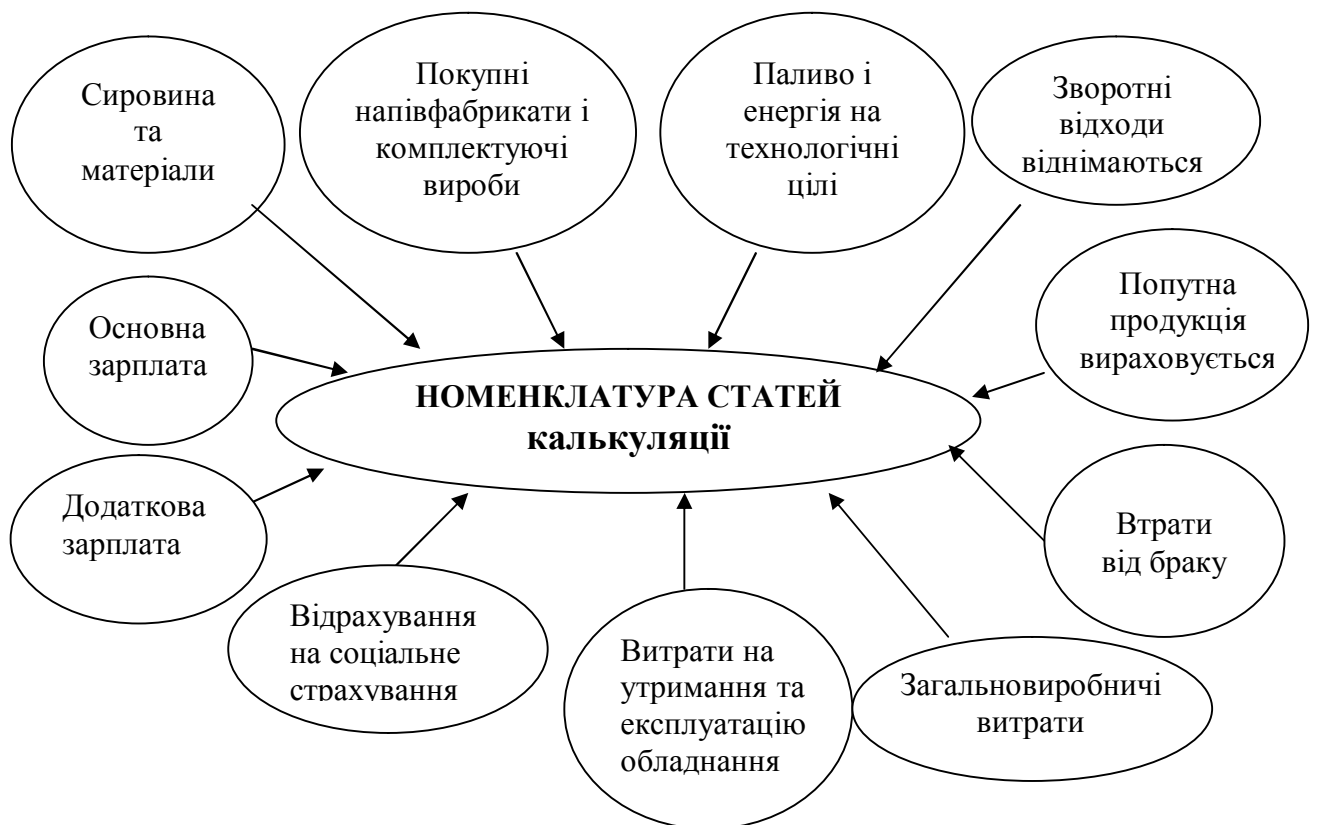 Сировина
та
матеріали
Покупні
напівфабрикати і
комплектуючі
вироби
Паливо і
енергія на
технологічні
цілі
Зворотні
відходи
віднімаються
Основна
зарплата
Попутна
продукція
вираховується
НОМЕНКЛАТУРА СТАТЕЙ
калькуляції
Додаткова
зарплата
Втрати
від браку
Відрахування
на соціальне
страхування
Витрати на
утримання та
експлуатацію
обладнання
Загальновиробничі
витрати